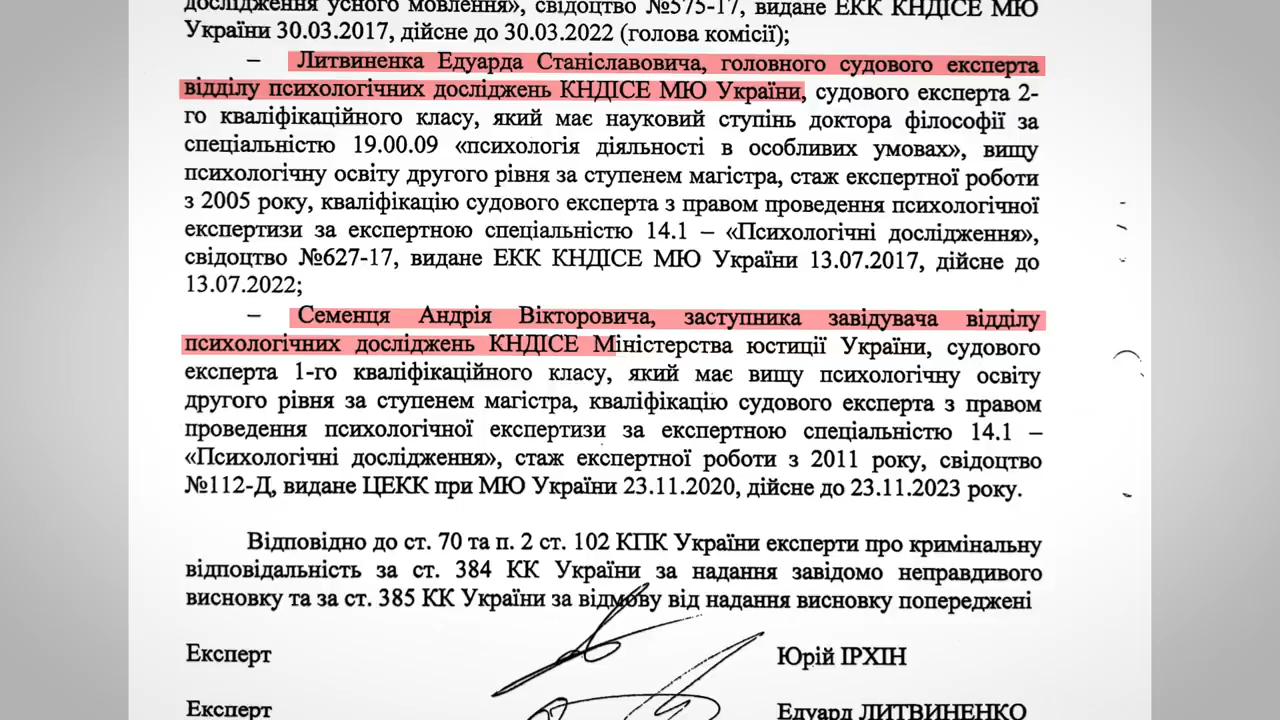 дослідження усного мовлення», свідоцтво №575-17, видане ЕКК КНДІСЕ МЮ
України 30.03.2017, дійсне до 30.03.2022 (голова комісії);
– Литвиненка Едуарда Станіславовича, головного судового експерта
відділу психологічних досліджень КНДІСЕ МЮ України, судового експерта 2-
го кваліфікаційного класу, який має науковий ступінь доктора філософії за
спеціальністю 19.00.09 «психологія діяльності в особливих умовах», вищу
психологічну освіту другого рівня за ступенем магістра, стаж експертної роботи
з 2005 року, кваліфікацію судового експерта з правом проведення психологічної
експертизи за експертною спеціальністю 14.1 – «Психологічні дослідження»,
свідоцтво №627-17, видане ЕКК КНДІСЕ МЮ України 13.07.2017, дійсне до
13.07.2022;
– Семенця Андрія Вікторовича, заступника завідувача відділу
психологічних досліджень КНДІСЕ Міністерства юстиції України, судового
експерта 1-го кваліфікаційного класу, який має вищу психологічну освіту
другого рівня за ступенем магістра, кваліфікацію судового експерта з правом
проведення психологічної експертизи за експертною спеціальністю 14.1 –
«Психологічні дослідження», стаж експертної роботи з 2011 року, свідоцтво
№112-Д, видане ЦЕКК при МЮ України 23.11.2020, дійсне до 23.11.2023 року.
Відповідно до ст. 70 та п. 2 ст. 102 КПК України експерти про кримінальну
відповідальність за ст. 384 КК України за надання завідомо неправдивого
висновку та за ст. 385 КК України за відмову від надання висновку попереджені
Експерт Юрій ІРХІН
Експерт Едуард ЛИТВИНЕНКО